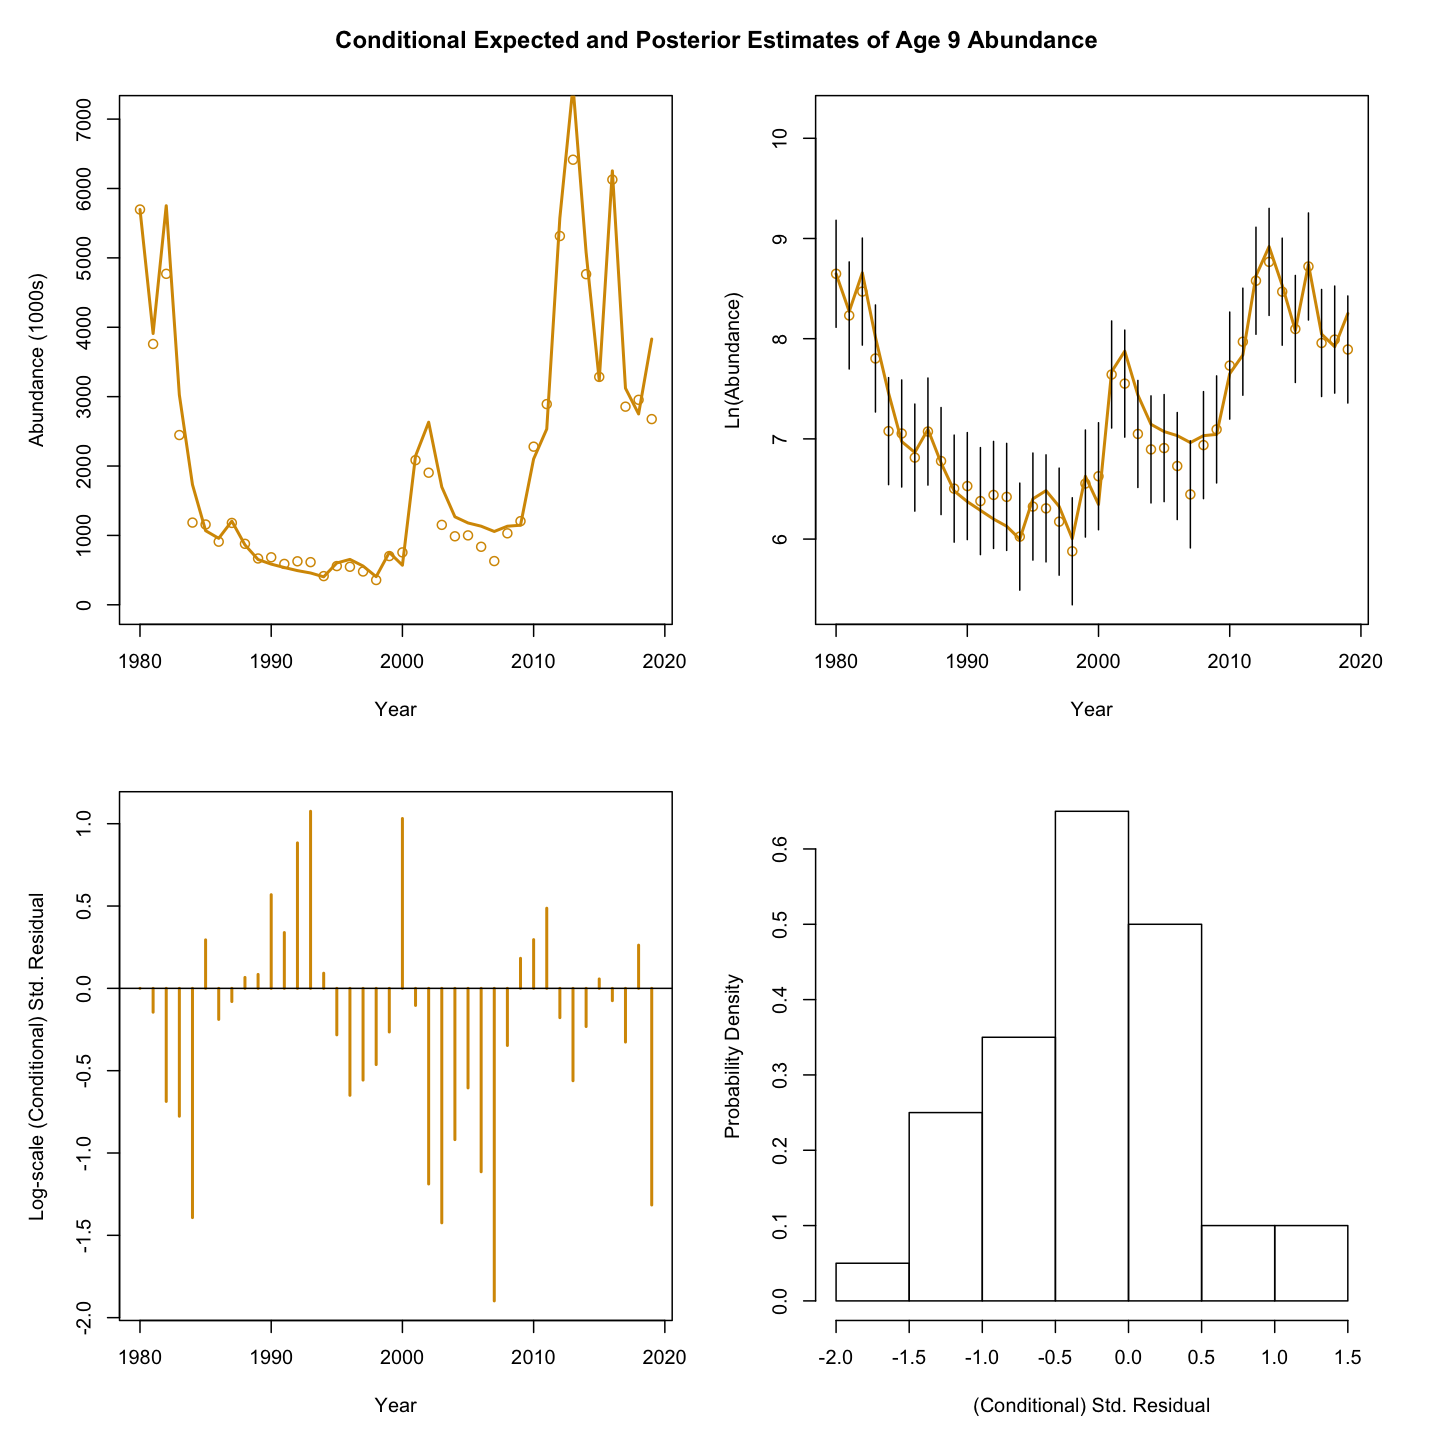 Conditional Expected and Posterior Estimates of Age 9 Abundance
Abundance (1000s)
7000
6000
5000
4000
3000
2000
1000
0
1980 1990 2000 2010 2020
Year
Ln(Abundance)
10
9
8
7
6
1980 1990 2000 2010 2020
Year
Log-scale (Conditional) Std. Residual
1.0
0.5
0.0
-0.5
-1.0
-1.5
-2.0
1980 1990 2000 2010 2020
Year
Probability Density
0.6
0.5
0.4
0.3
0.2
0.1
0.0
-2.0 -1.5 -1.0 -0.5 0.0 0.5 1.0 1.5
(Conditional) Std. Residual